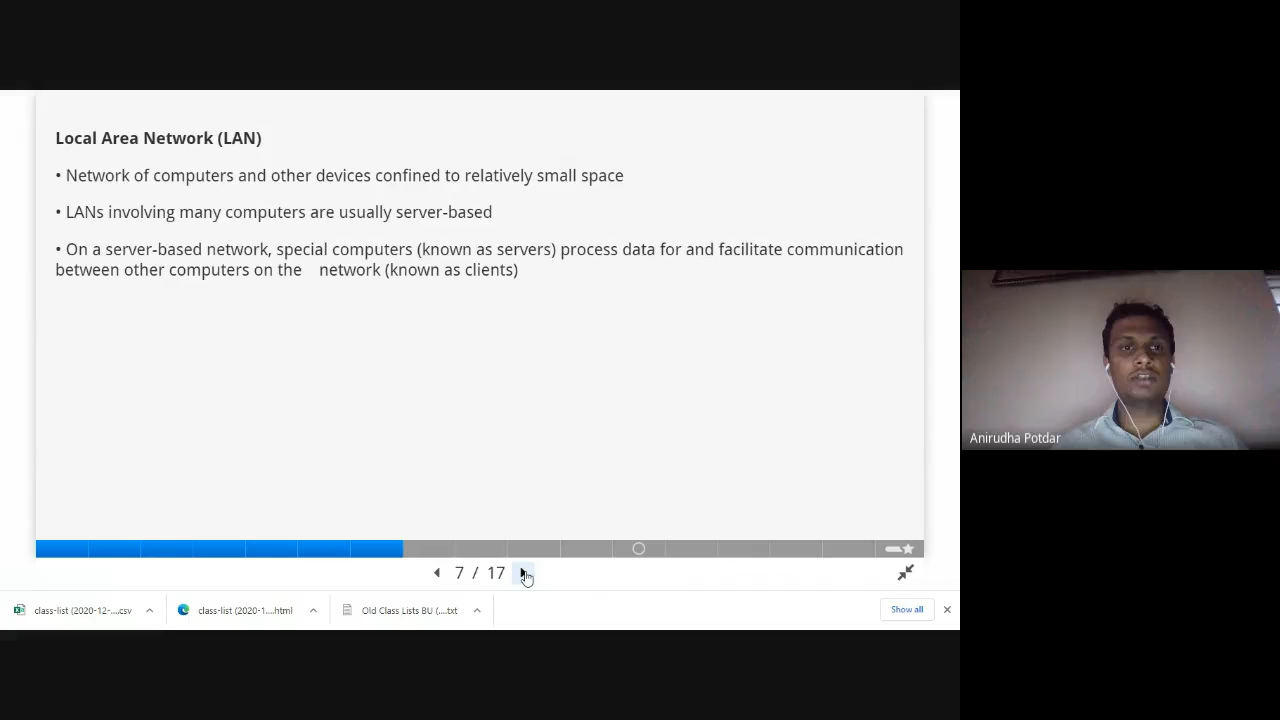 Local Area Network (LAN)
• Network of computers and other devices confined to relatively small space
• LANs involving many computers are usually server-based
• On a server-based network, special computers (known as servers) process data for and facilitate communication
between other computers on the network (known as clients)
7 / 17
class-list (2020-12-....csv
class-list (2020-1....html
Old Class Lists BU (....txt
Show all
Anirudha Potdar